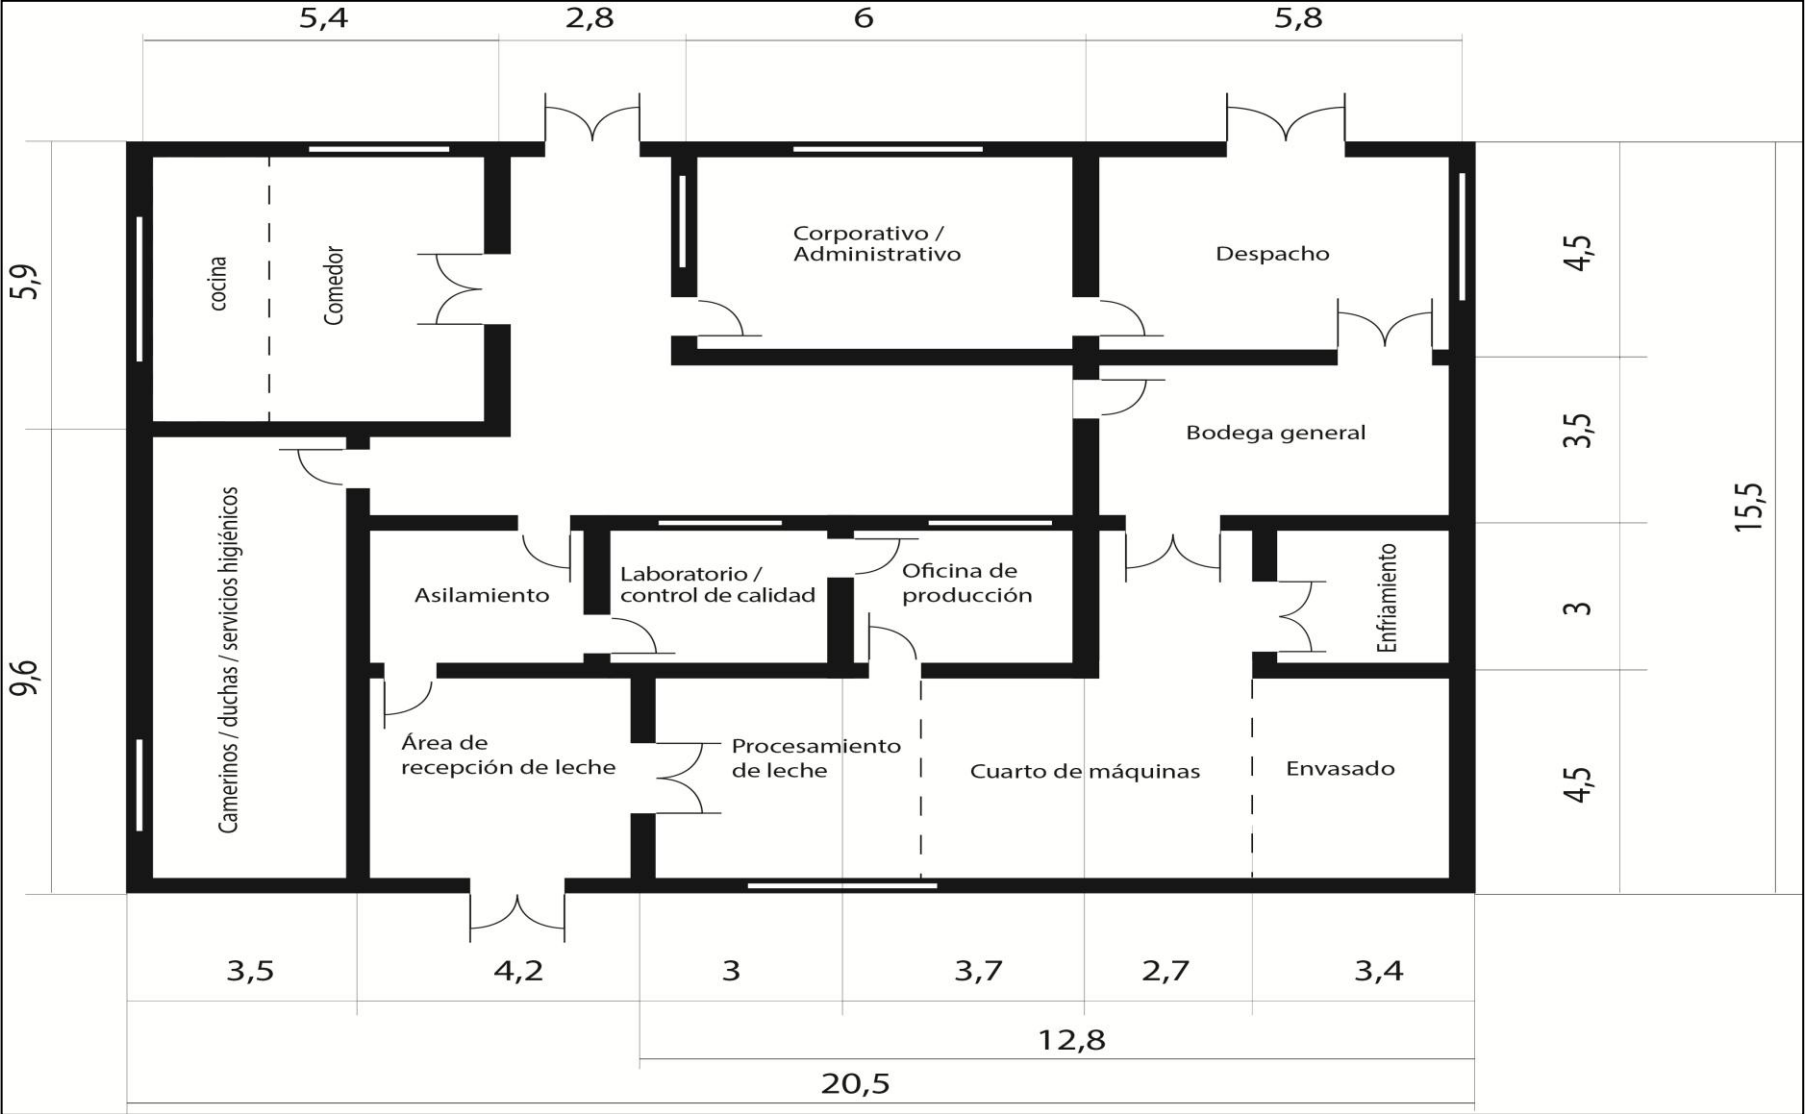 5,4
2,8
6
5,8
5,9
9,6
cocina
Comedor
Corporativo /
Administrativo
Despacho
4,5
3,5
3
4,5
15,5
Bodega general
Camerinos / duchas / servicios higiénicos
Asilamiento
Laboratorio /
control de calidad
Oficina de
producción
Enfriamiento
Área de
recepción de leche
Procesamiento
de leche
Cuarto de máquinas
Envasado
3,5
4,2
3
3,7
2,7
3,4
12,8
20,5